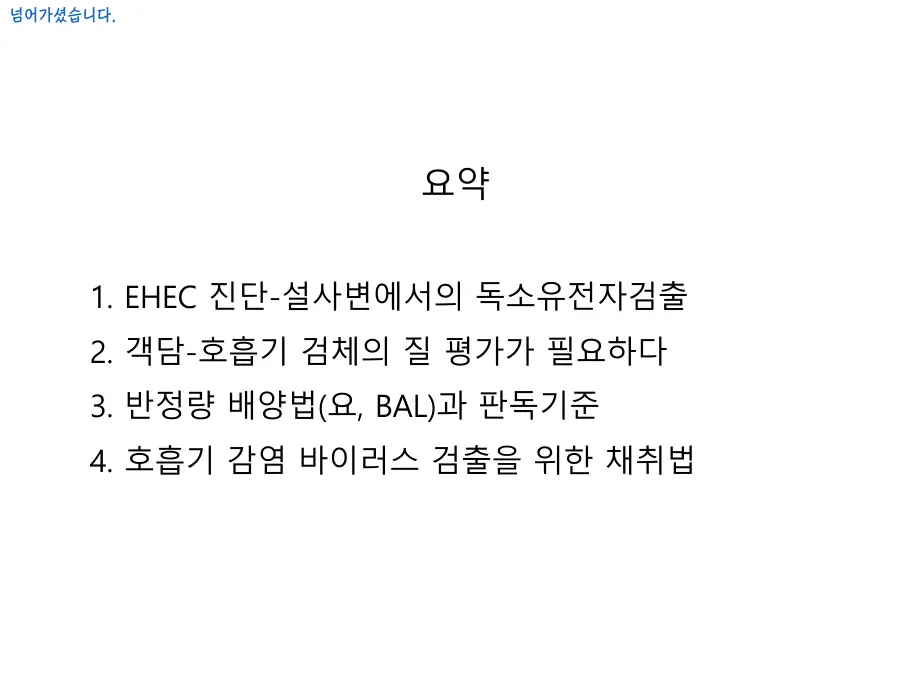 넘어가셨습니다.
요약
1. EHEC 진단-설사변에서의 독소유전자검출
2. 객담-호흡기 검체의 질 평가가 필요하다
3. 반정량 배양법(요, BAL)과 판독기준
4. 호흡기 감염 바이러스 검출을 위한 채취법